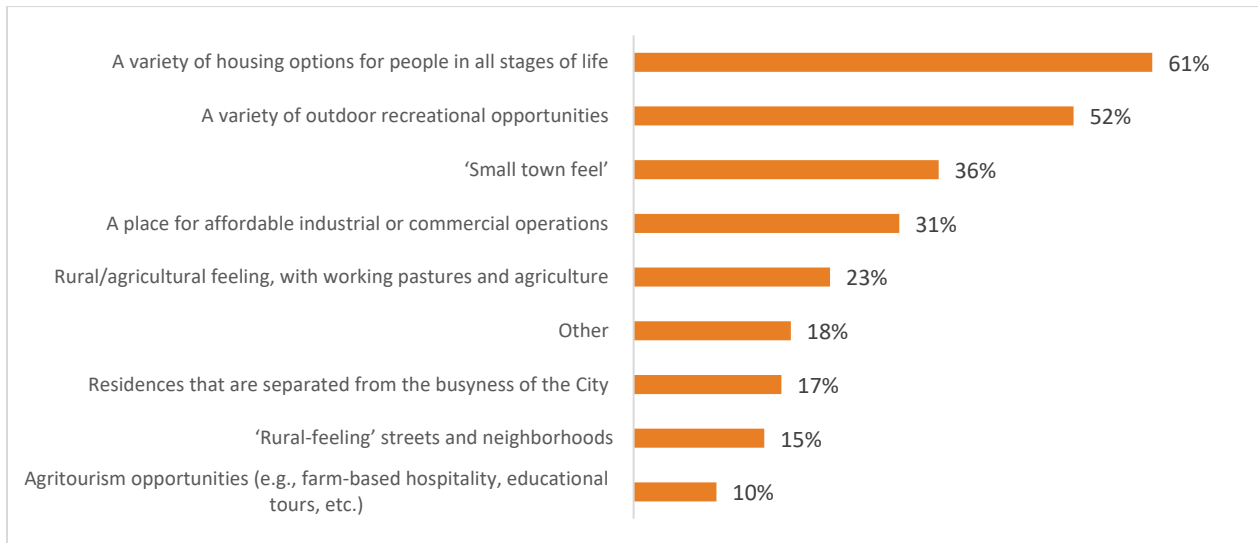 A variety of housing options for people in all stages of life 61%
A variety of outdoor recreational opportunities 52%
‘Small town feel’ 36%
A place for affordable industrial or commercial operations 31%
Rural/agricultural feeling, with working pastures and agriculture 23%
Other 18%
Residences that are separated from the busyness of the City 17%
‘Rural-feeling’ streets and neighborhoods 15%
Agritourism opportunities (e.g., farm-based hospitality, educational
tours, etc.) 10%